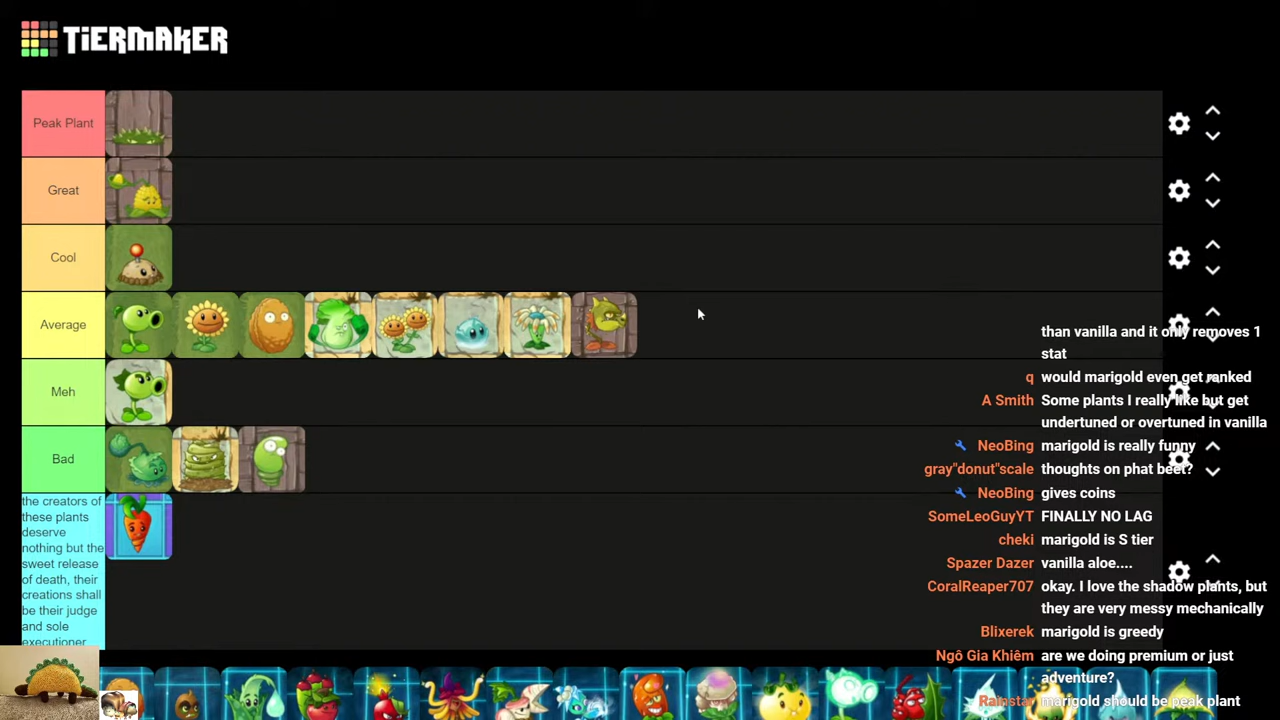 TIERMAKER
Peak Plant
Great
Cool
Average
Meh
Bad
the creators of
these plants
deserve
nothing but the
sweet release
of death, their
creations shall
be their judge
and sole
executioner
than vanilla and it only removes 1
stat
q would marigold even get ranked
A Smith Some plants I really like but get
undertuned or overtuned in vanilla
NeoBing marigold is really funny
gray"donut"scale thoughts on phat beet?
NeoBing gives coins
SomeLeoGuyYT FINALLY NO LAG
cheki marigold is S tier
Spazer Dazer vanilla aloe....
CoralReaper707 okay. I love the shadow plants, but
they are very messy mechanically
Blixerek marigold is greedy
Ngô Gia Khiêm are we doing premium or just
adventure?
Rainstar marigold should be peak plant